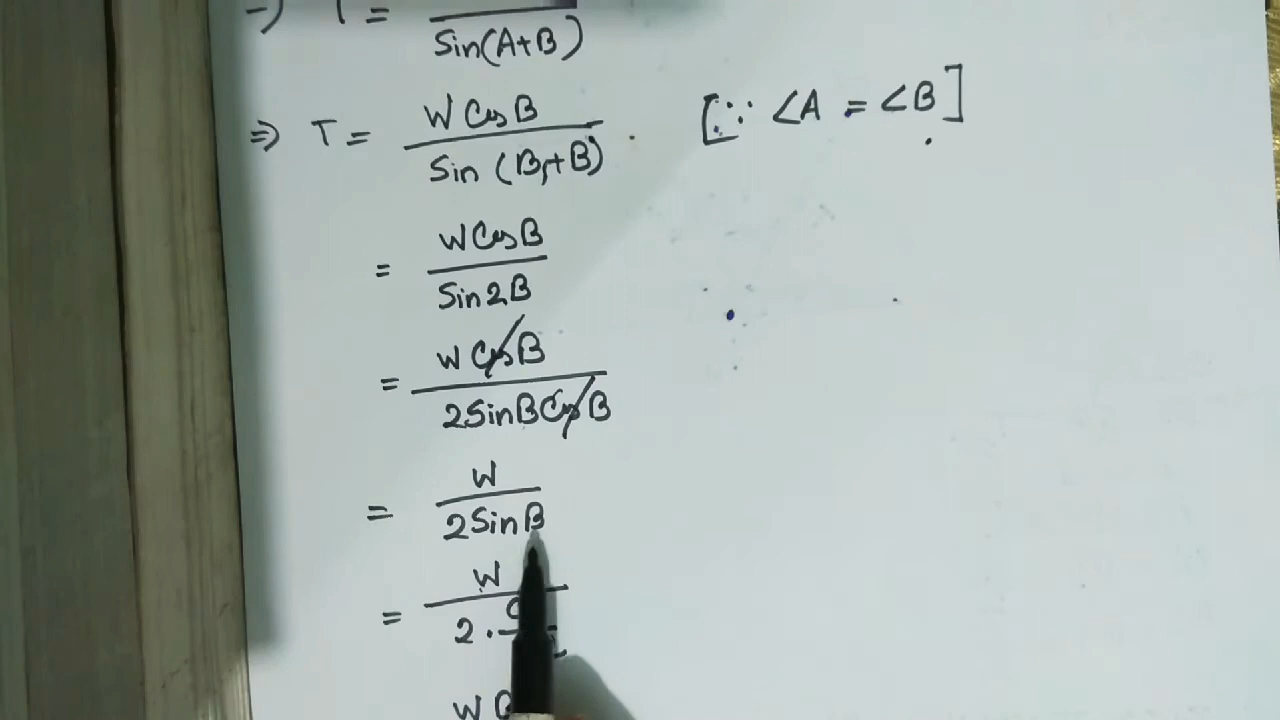 ⇒ T = / Sin(A+B)
⇒ T = W Cos B / Sin (B+B) [∵ ∠A = ∠B]
= W Cos B / Sin 2B
= W Cos B / 2 Sin B Cos B
= W / 2 Sin B
= W / 2 ·
W